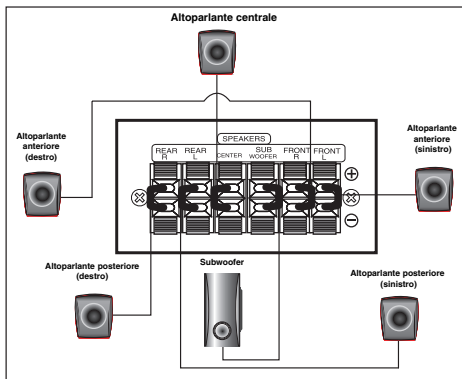 Altoparlante centrale
Altoparlante
anteriore
(destro)
Altoparlante
anteriore
(sinistro)
SPEAKERS
REAR
R
REAR
L
CENTER
SUB
WOOFER
FRONT
R
FRONT
L
+
−
Altoparlante posteriore
(destro)
Subwoofer
Altoparlante posteriore
(sinistro)